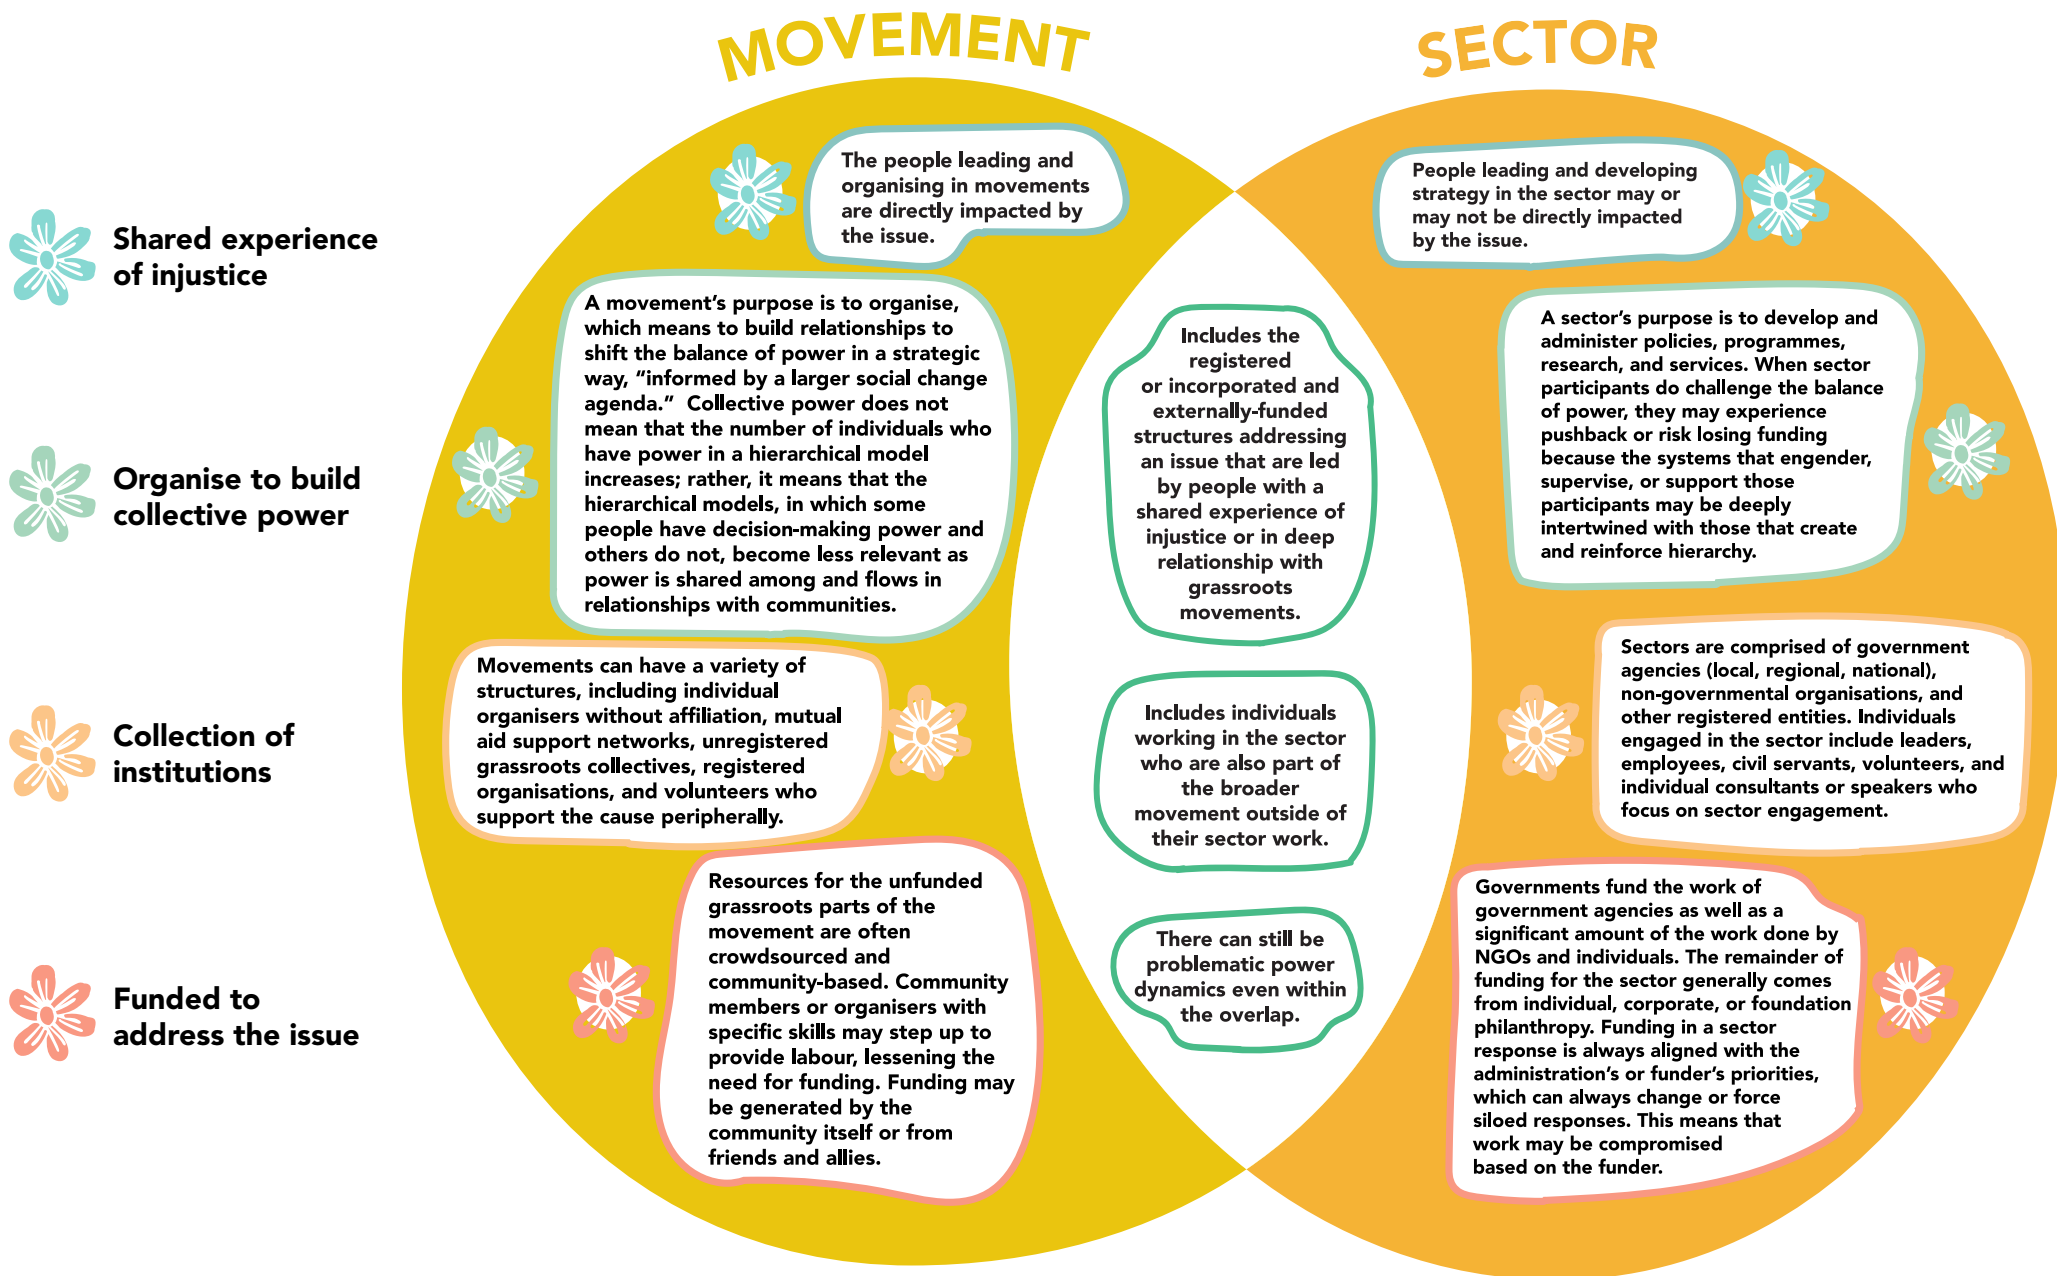 MOVEMENT
SECTOR
Shared experience
of injustice
Organise to build
collective power
Collection of
institutions
Funded to
address the issue
The people leading and
organising in movements
are directly impacted by
the issue.
A movement’s purpose is to organise,
which means to build relationships to
shift the balance of power in a strategic
way, “informed by a larger social change
agenda.”  Collective power does not
mean that the number of individuals who
have power in a hierarchical model
increases; rather, it means that the
hierarchical models, in which some
people have decision-making power and
others do not, become less relevant as
power is shared among and flows in
relationships with communities.
Movements can have a variety of
structures, including individual
organisers without affiliation, mutual
aid support networks, unregistered
grassroots collectives, registered
organisations, and volunteers who
support the cause peripherally.
Resources for the unfunded
grassroots parts of the
movement are often
crowdsourced and
community-based. Community
members or organisers with
specific skills may step up to
provide labour, lessening the
need for funding. Funding may
be generated by the
community itself or from
friends and allies.
Includes the
registered
or incorporated and
externally-funded
structures addressing
an issue that are led
by people with a
shared experience of
injustice or in deep
relationship with
grassroots
movements.
Includes individuals
working in the sector
who are also part of
the broader
movement outside of
their sector work.
There can still be
problematic power
dynamics even within
the overlap.
People leading and developing
strategy in the sector may or
may not be directly impacted
by the issue.
A sector’s purpose is to develop and
administer policies, programmes,
research, and services. When sector
participants do challenge the balance
of power, they may experience
pushback or risk losing funding
because the systems that engender,
supervise, or support those
participants may be deeply
intertwined with those that create
and reinforce hierarchy.
Sectors are comprised of government
agencies (local, regional, national),
non-governmental organisations, and
other registered entities. Individuals
engaged in the sector include leaders,
employees, civil servants, volunteers, and
individual consultants or speakers who
focus on sector engagement.
Governments fund the work of
government agencies as well as a
significant amount of the work done by
NGOs and individuals. The remainder of
funding for the sector generally comes
from individual, corporate, or foundation
philanthropy. Funding in a sector
response is always aligned with the
administration’s or funder’s priorities,
which can always change or force
siloed responses. This means that
work may be compromised
based on the funder.